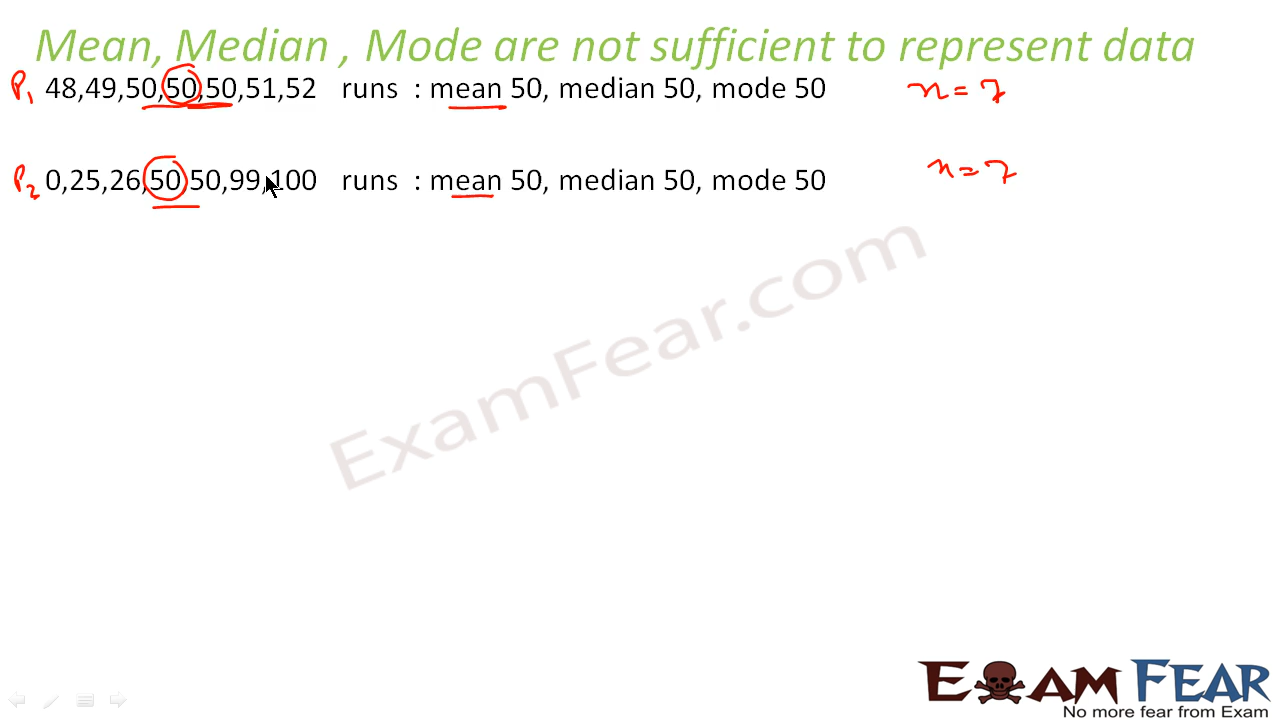 Mean, Median , Mode are not sufficient to represent data
P1 48,49,50,50,50,51,52 runs : mean 50, median 50, mode 50 n = 7
P2 0,25,26,50,50,99,100 runs : mean 50, median 50, mode 50 n = 7
ExamFear.com
EXAM FEAR
No more fear from Exam